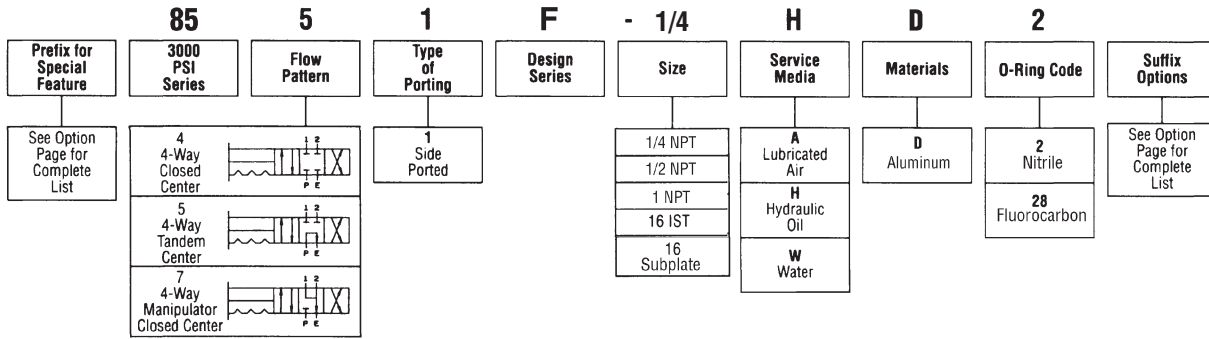 85 5 1 F - 1/4 H D 2
Prefix for
Special
Feature
3000
PSI
Series
Flow
Pattern
Type
of
Porting
Design
Series
Size
Service
Media
Materials
O-Ring Code
Suffix
Options
See Option
Page for
Complete
List
4
4-Way
Closed
Center
1 2
P E
5
4-Way
Tandem
Center
1 2
P E
7
4-Way
Manipulator
Closed Center
1 2
P E
1
Side
Ported
1/4 NPT
1/2 NPT
1 NPT
16 IST
16
Subplate
A
Lubricated
Air
H
Hydraulic
Oil
W
Water
D
Aluminum
2
Nitrile
28
Fluorocarbon
See Option
Page for
Complete
List